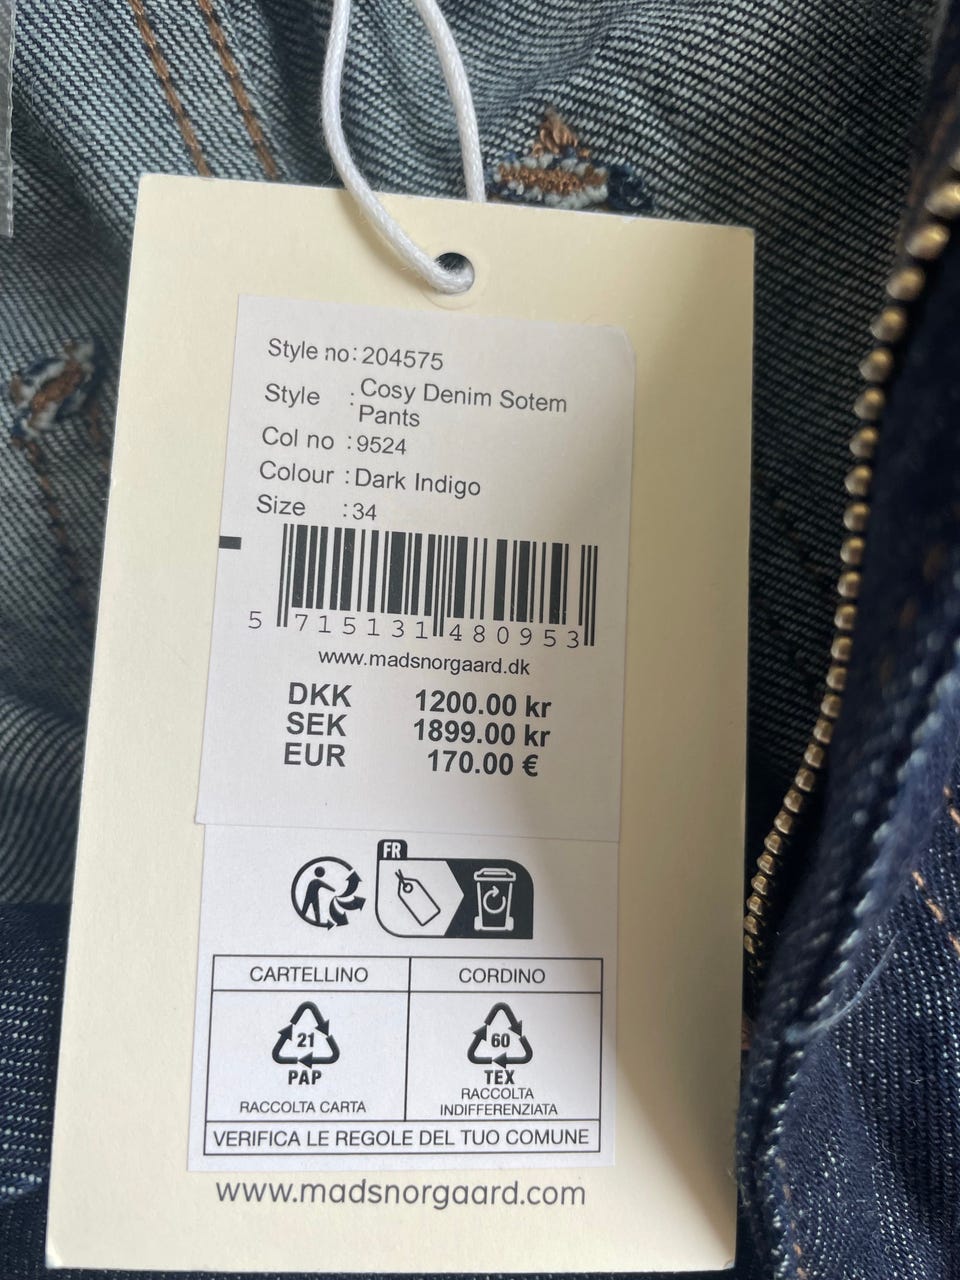 Style no: 204575
Style : Cosy Denim Sotem
Pants
Col no : 9524
Colour : Dark Indigo
Size : 34
5 715131 480953
www.madsnorgaard.dk
DKK 1200.00 kr
SEK 1899.00 kr
EUR 170.00 €
FR
CARTELLINO CORDINO
21 60
PAP TEX
RACCOLTA CARTA RACCOLTA
INDIFFERENZIATA
VERIFICA LE REGOLE DEL TUO COMUNE
www.madsnorgaard.com